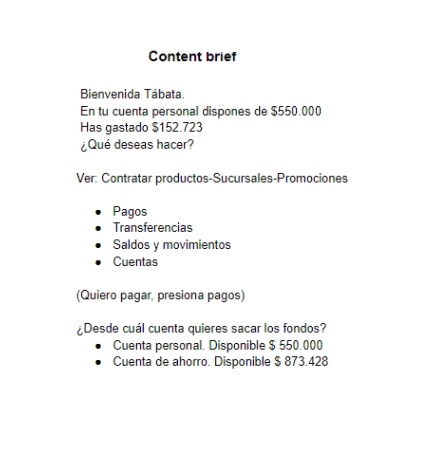 Content brief
Bienvenida Tábata.
En tu cuenta personal dispones de $550.000
Has gastado $152.723
¿Qué deseas hacer?
Ver: Contratar productos-Sucursales-Promociones
• Pagos
• Transferencias
• Saldos y movimientos
• Cuentas
(Quiero pagar, presiona pagos)
¿Desde cuál cuenta quieres sacar los fondos?
• Cuenta personal. Disponible $ 550.000
• Cuenta de ahorro. Disponible $ 873.428